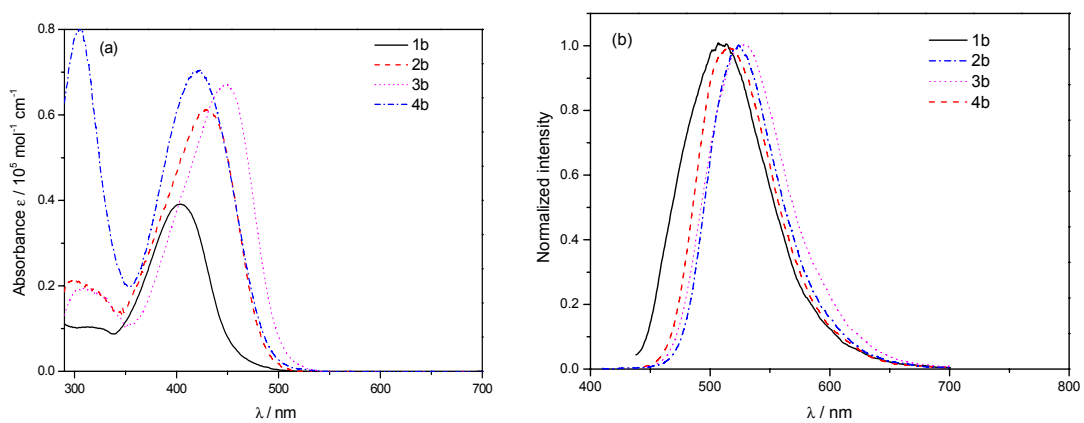 (a)
1b
2b
3b
4b
Absorbance ε / 10⁵ mol⁻¹ cm⁻¹
0.8
0.6
0.4
0.2
0.0
300 400 500 600 700
λ / nm
(b)
1b
2b
3b
4b
Normalized intensity
1.0
0.8
0.6
0.4
0.2
0.0
400 500 600 700 800
λ / nm